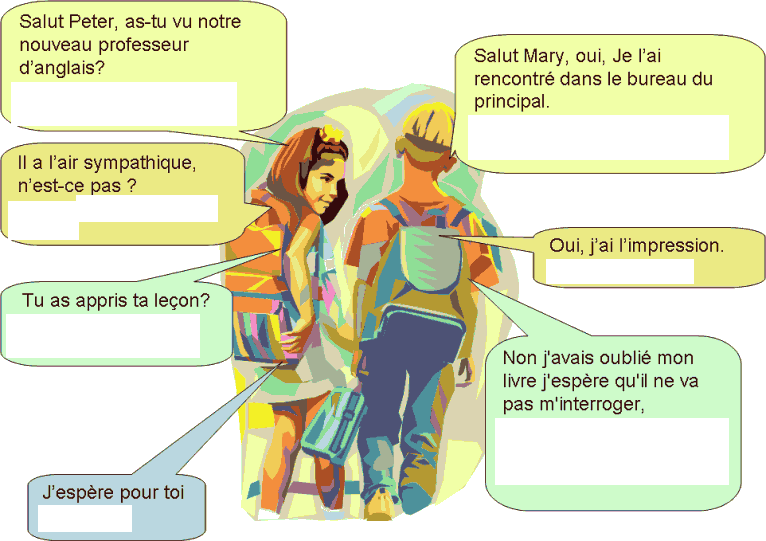 Salut Peter, as-tu vu notre
nouveau professeur
d’anglais?
Salut Mary, oui, Je l’ai
rencontré dans le bureau du
principal.
Il a l’air sympathique,
n’est-ce pas ?
Oui, j’ai l’impression.
Tu as appris ta leçon?
Non j'avais oublié mon
livre j'espère qu'il ne va
pas m'interroger,
J’espère pour toi